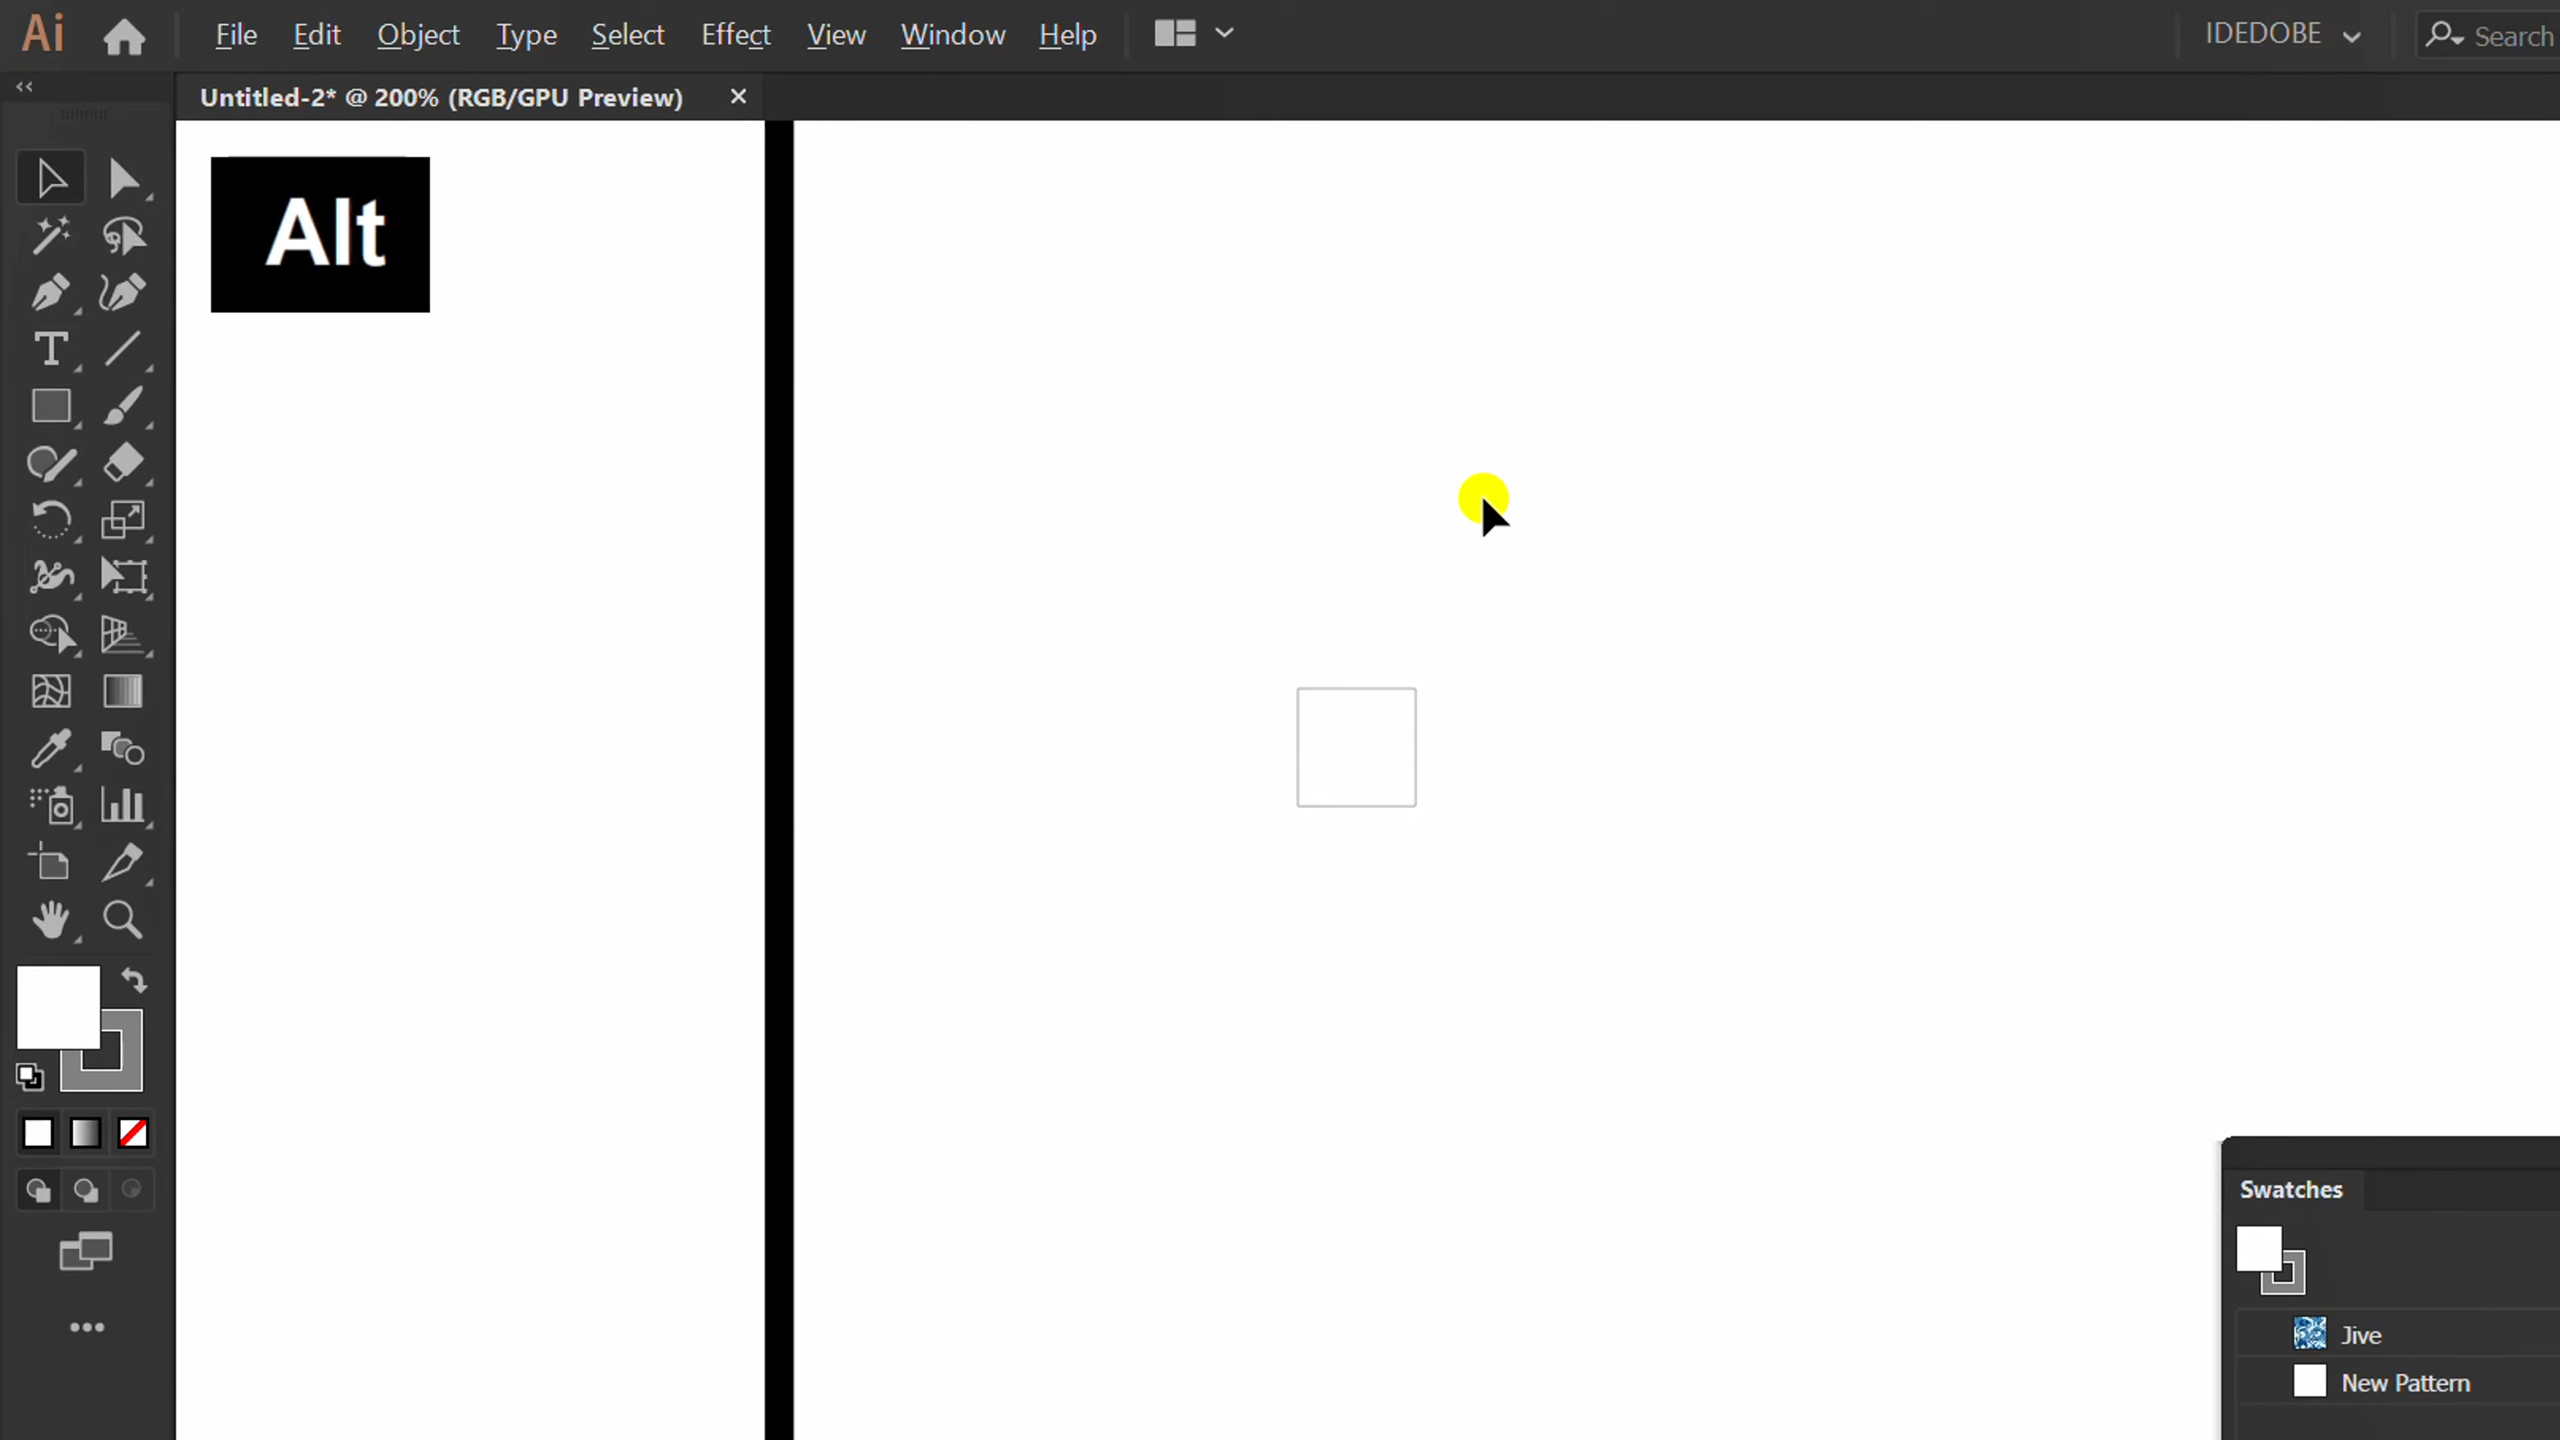 Ai File Edit Object Type Select Effect View Window Help IDEDOBE Search
Untitled-2* @ 200% (RGB/GPU Preview)
Alt
Swatches
Jive
New Pattern